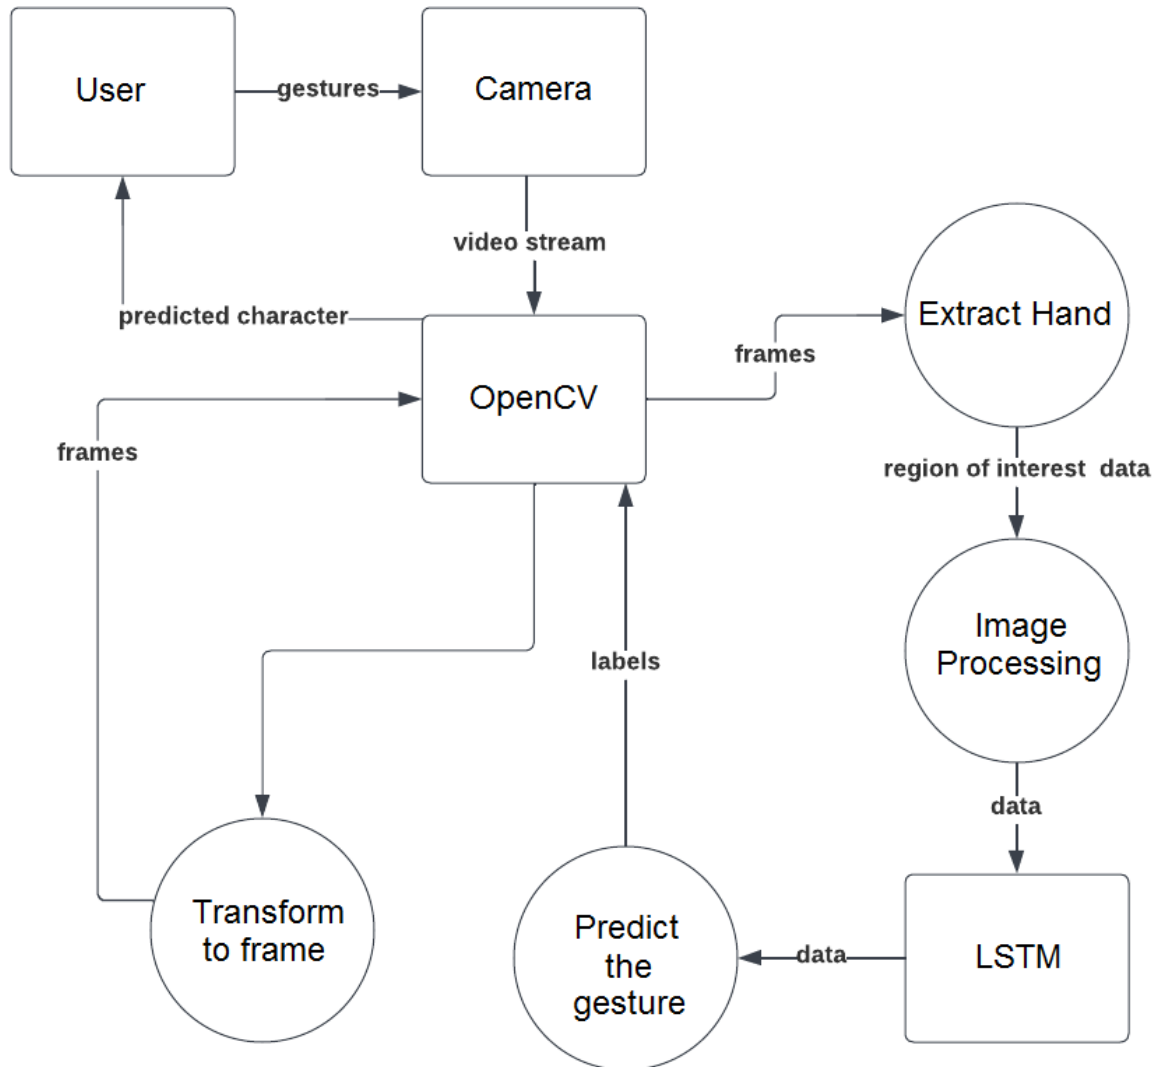 User
gestures
Camera
video stream
predicted character
OpenCV
frames
Extract Hand
frames
region of interest data
Image
Processing
labels
data
Transform
to frame
Predict
the
gesture
data
LSTM